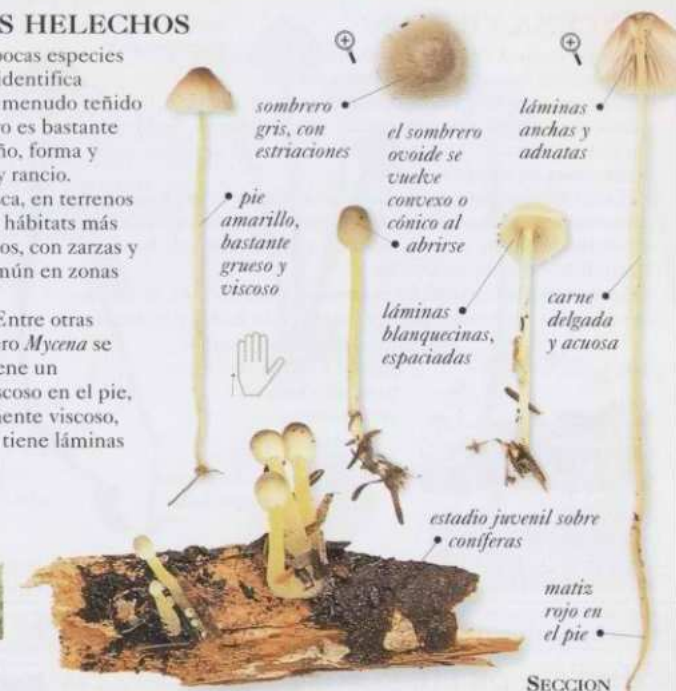 S HELECHOS
ocas especies
identifica
menudo teñido
o es bastante
ño, forma y
y rancio.
ca, en terrenos
hábitats más
os, con zarzas y
mún en zonas
Entre otras
ero Mycena se
ene un
scoso en el pie,
nente viscoso,
tiene láminas
sombrero
gris, con
estriaciones
el sombrero
ovoide se
vuelve
convexo o
cónico al
abrirse
láminas
anchas y
adnatas
pie
amarillo,
bastante
grueso y
viscoso
láminas
blanquecinas,
espaciadas
carne
delgada
y acuosa
estadio juvenil sobre
coníferas
matiz
rojo en
el pie
SECCION